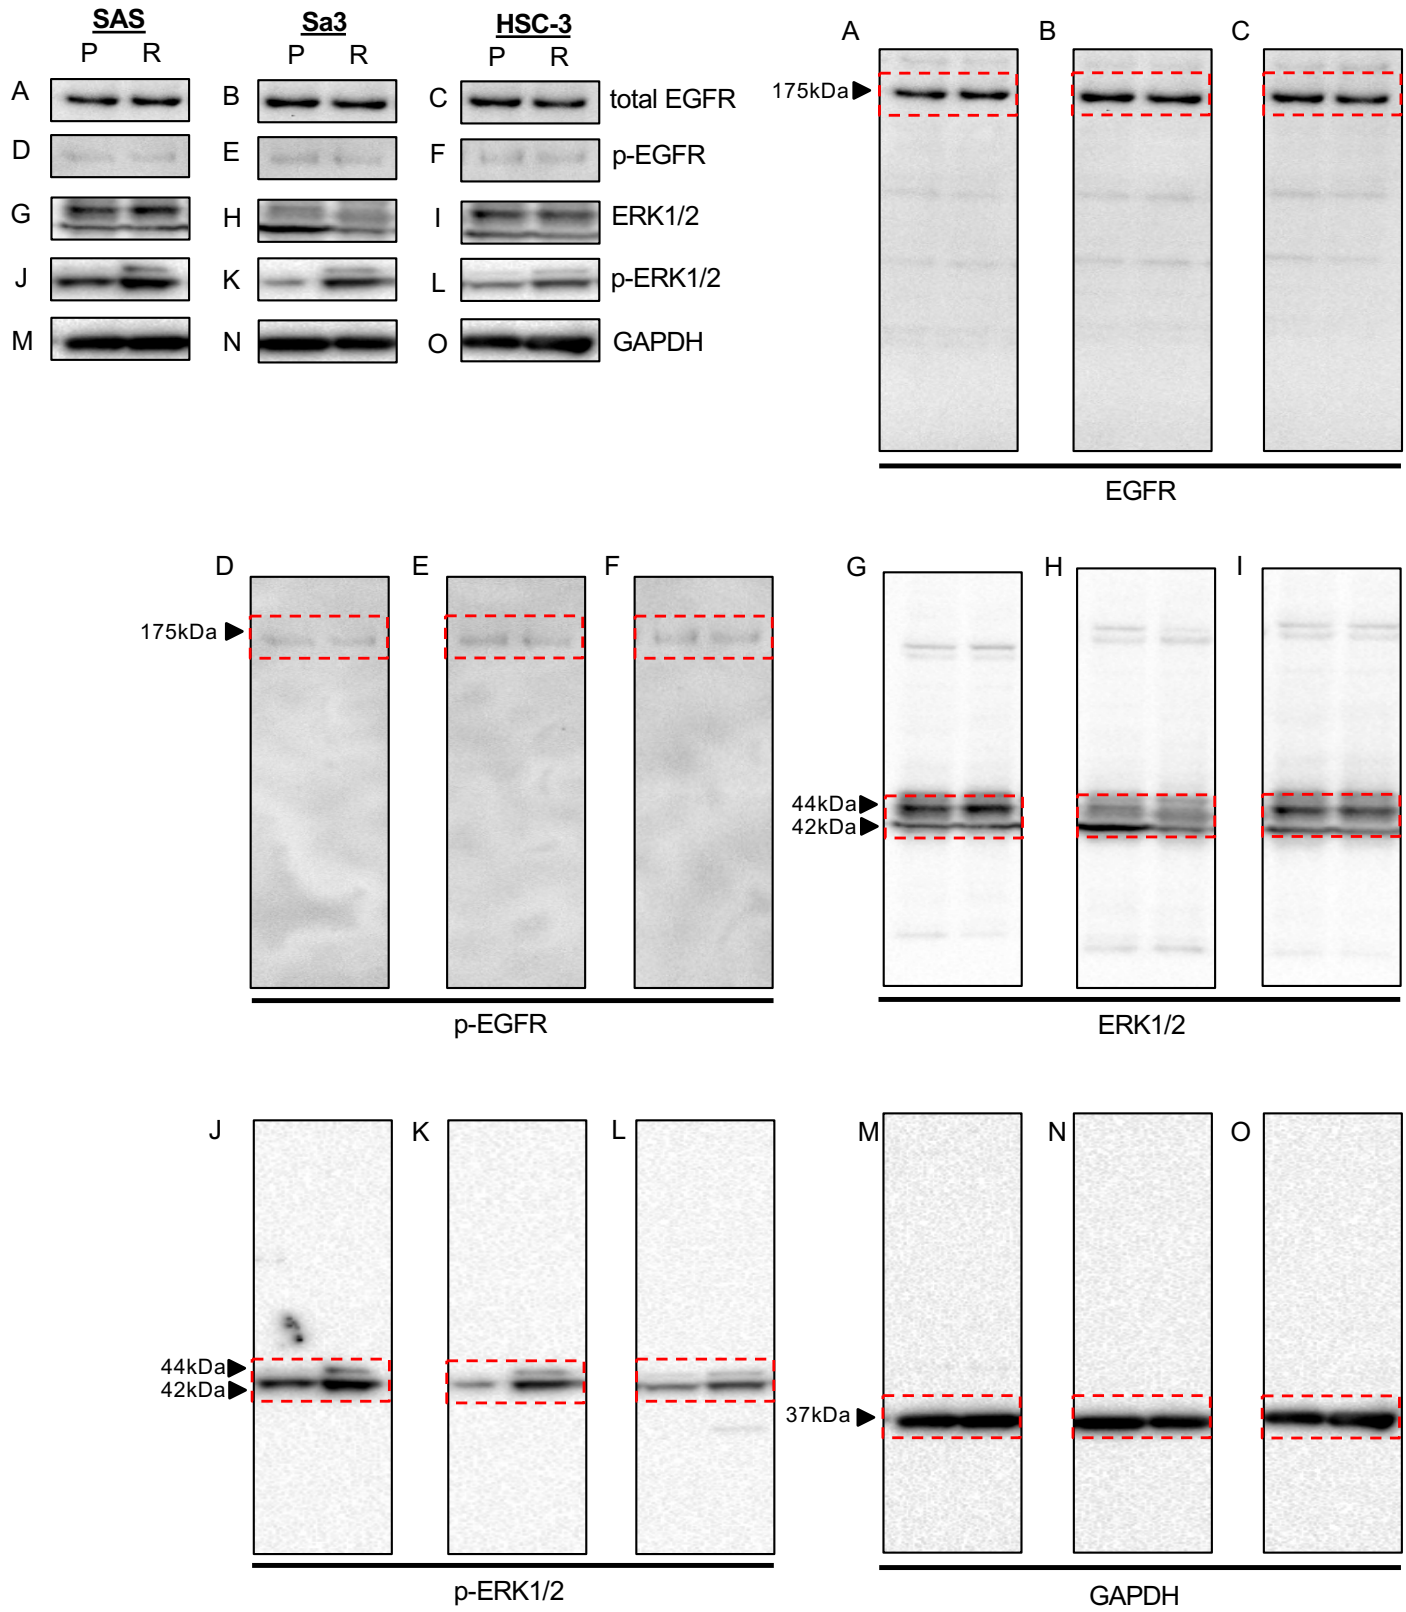 SAS Sa3 HSC-3
P R P R P R
A B C total EGFR
D E F p-EGFR
G H I ERK1/2
J K L p-ERK1/2
M N O GAPDH
A B C
175kDa
EGFR
D E F
175kDa
p-EGFR
G H I
44kDa
42kDa
ERK1/2
J K L
44kDa
42kDa
p-ERK1/2
M N O
37kDa
GAPDH